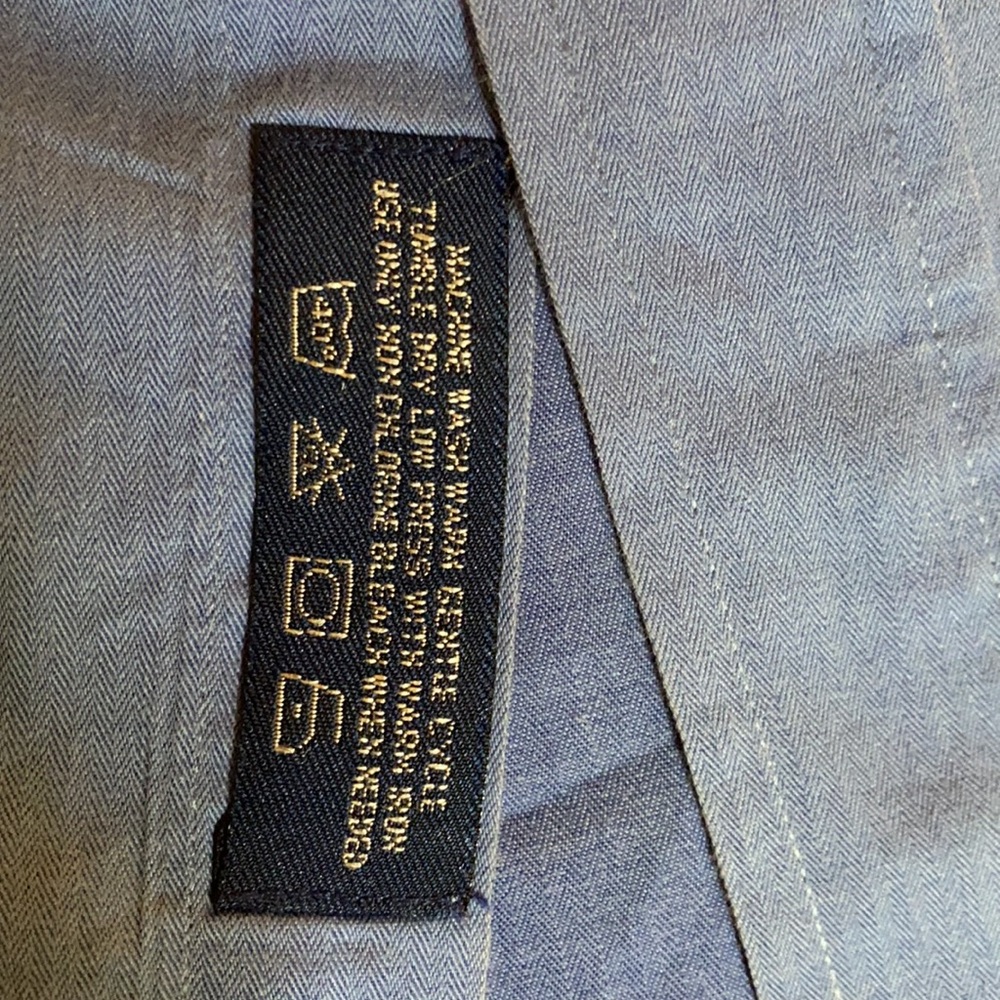 MACHINE WASH WARM GENTLE CYCLE
TUMBLE DRY LOW PRESS WITH WARM IRON
USE ONLY NON CHLORINE BLEACH WHEN NEEDED
40°